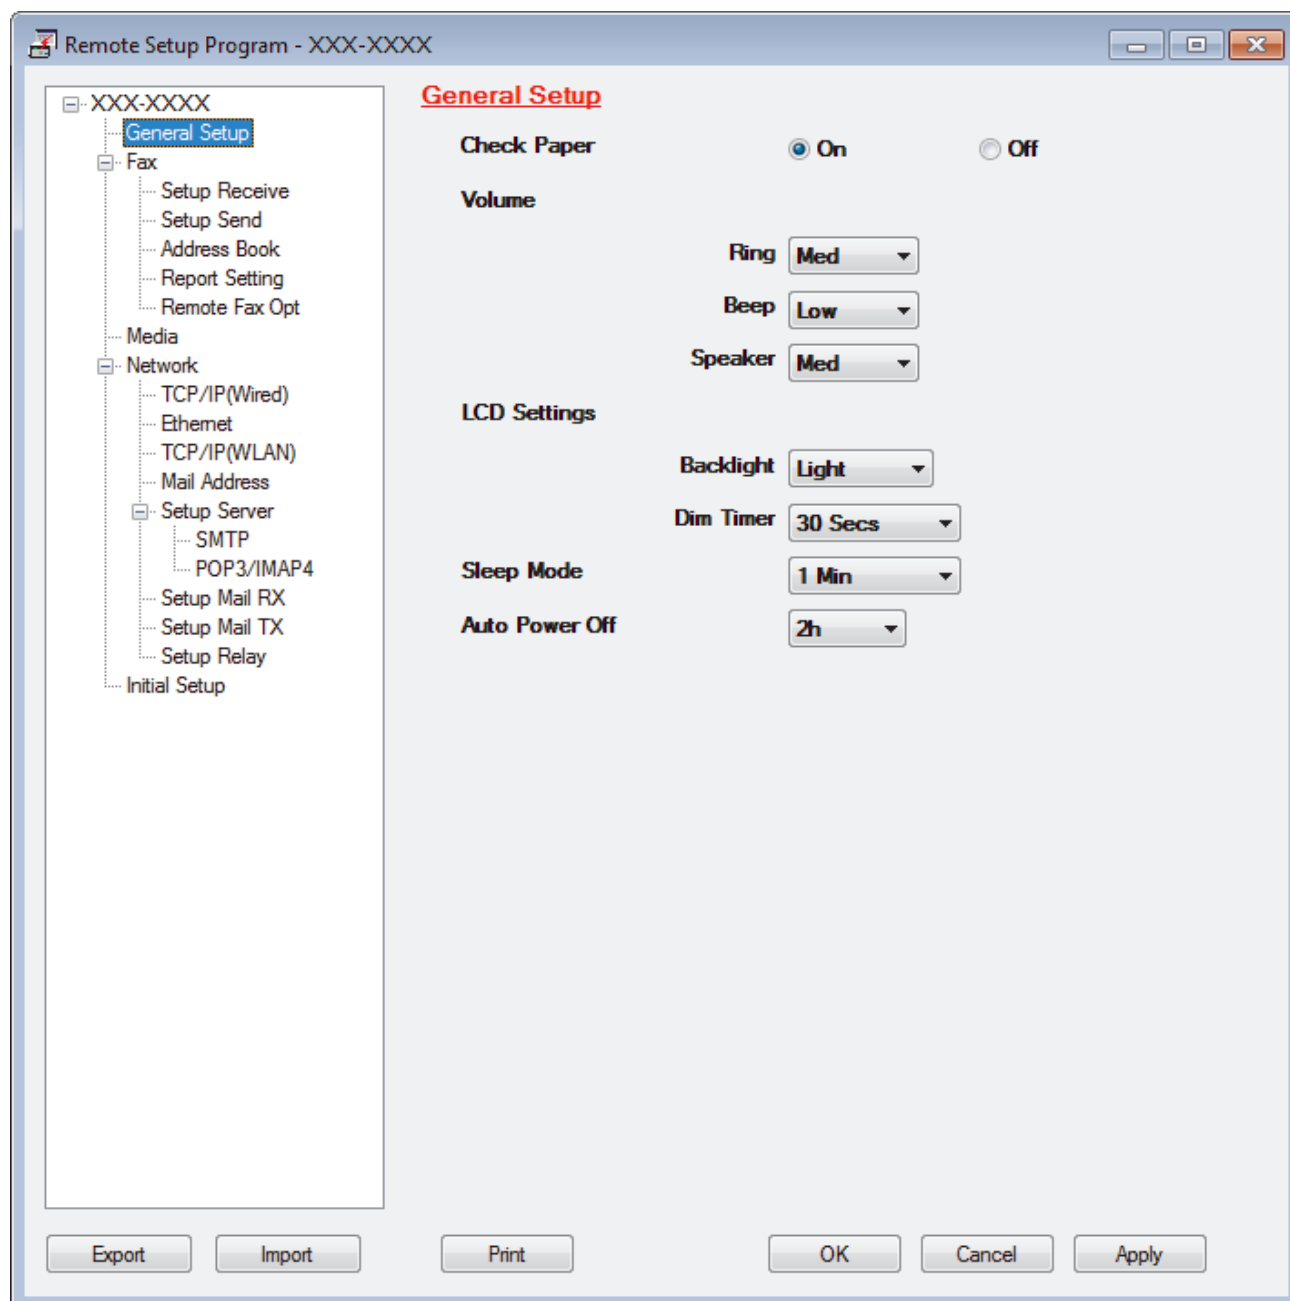 Remote Setup Program - XXX-XXXX
XXX-XXXX
General Setup
Fax
Setup Receive
Setup Send
Address Book
Report Setting
Remote Fax Opt
Media
Network
TCP/IP(Wired)
Ethernet
TCP/IP(WLAN)
Mail Address
Setup Server
SMTP
POP3/IMAP4
Setup Mail RX
Setup Mail TX
Setup Relay
Initial Setup
General Setup
Check Paper On Off
Volume
Ring Med
Beep Low
Speaker Med
LCD Settings
Backlight Light
Dim Timer 30 Secs
Sleep Mode 1 Min
Auto Power Off 2h
Export Import Print OK Cancel Apply